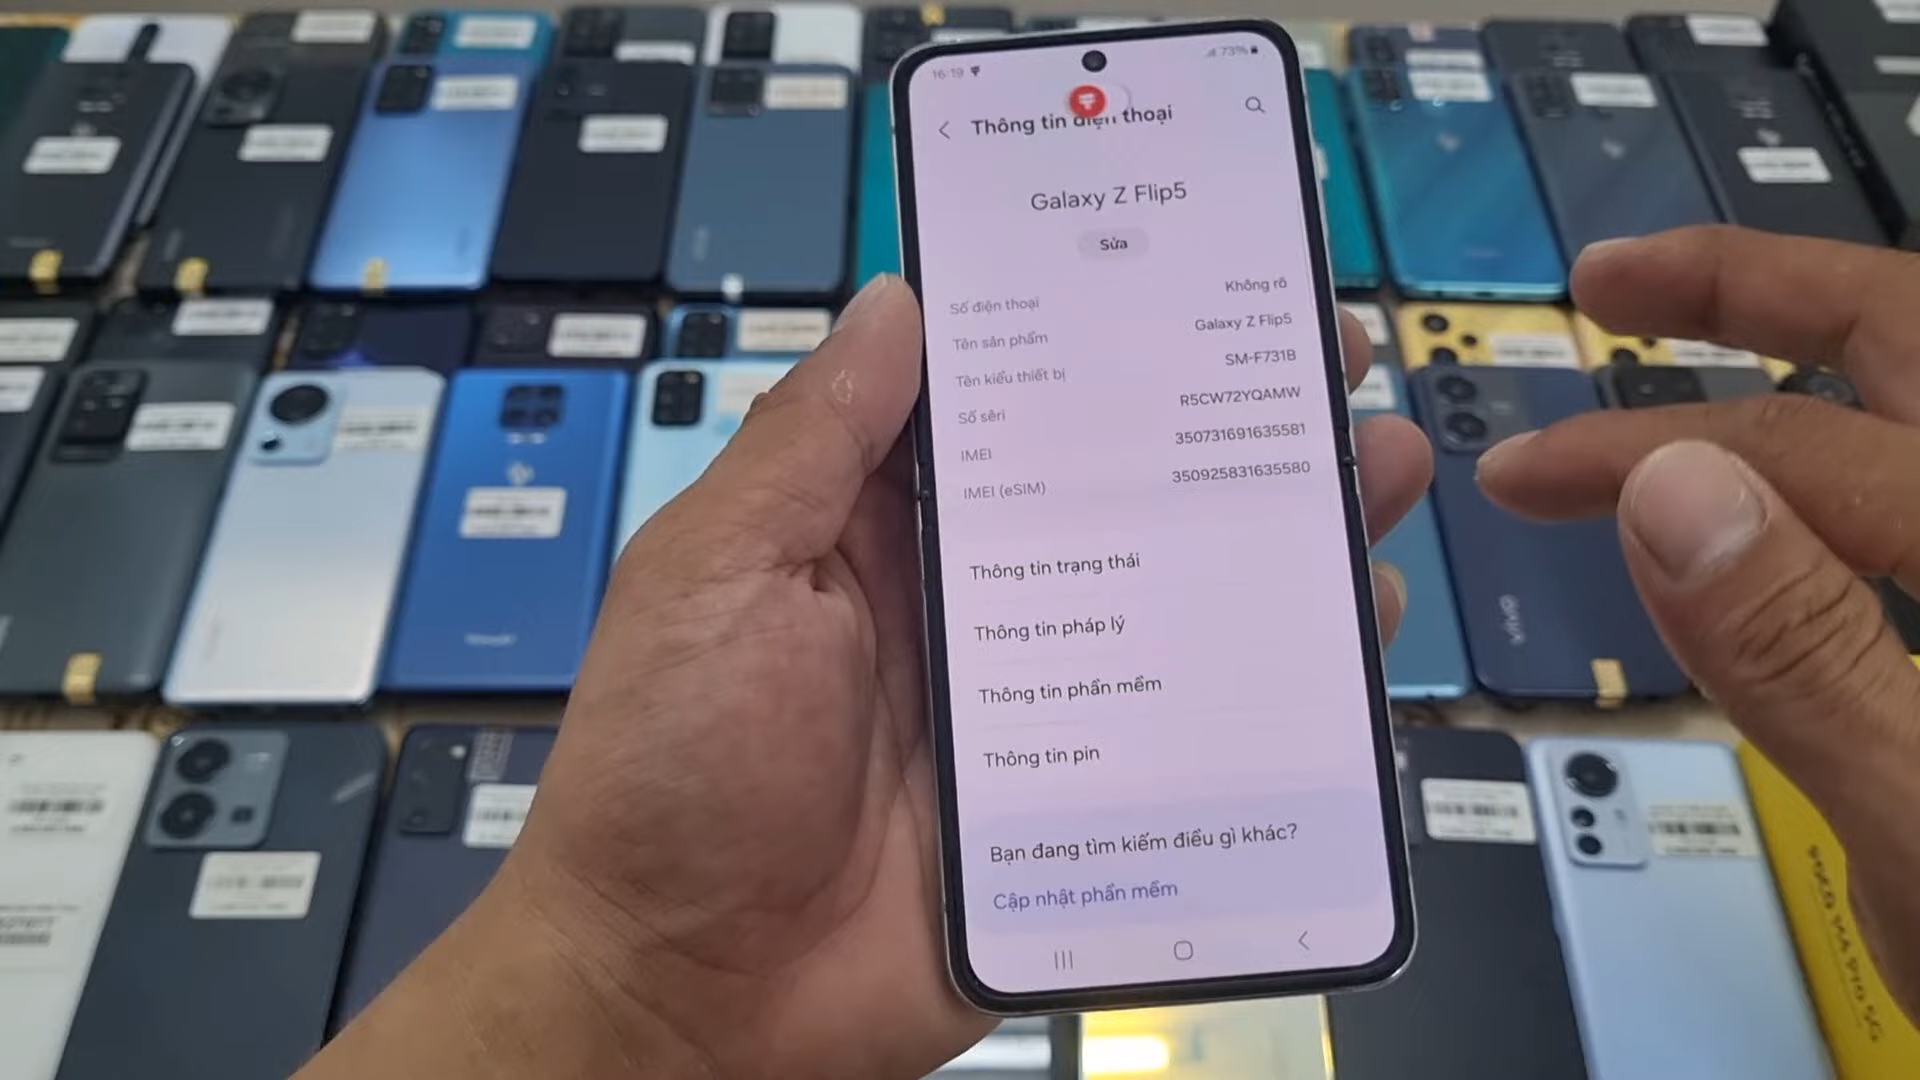 16:19
73%
Thông tin điện thoại
Galaxy Z Flip5
Sửa
Số điện thoại
Không rõ
Tên sản phẩm
Galaxy Z Flip5
Tên kiểu thiết bị
SM-F731B
Số sêri
R5CW72YQAMW
IMEI
350731691635581
IMEI (eSIM)
350925831635580
Thông tin trạng thái
Thông tin pháp lý
Thông tin phần mềm
Thông tin pin
Bạn đang tìm kiếm điều gì khác?
Cập nhật phần mềm
vivo